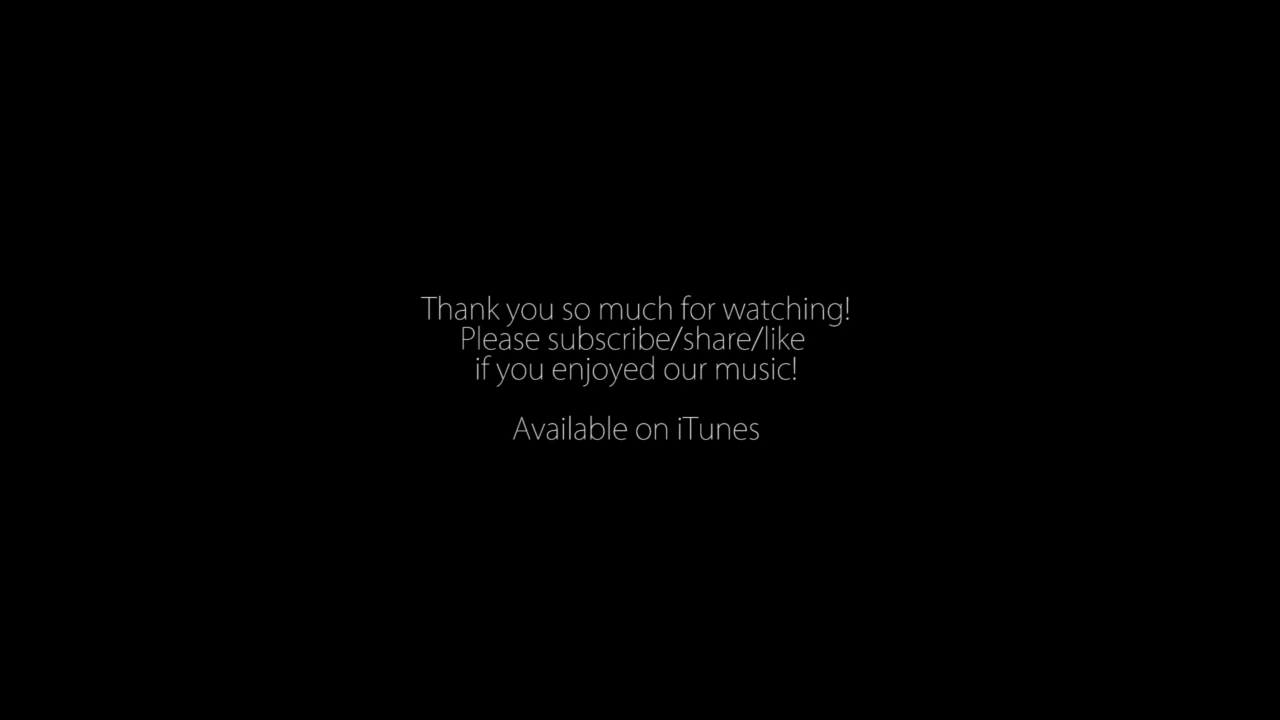 Thank you so much for watching!
Please subscribe/share/like
if you enjoyed our music!
Available on iTunes